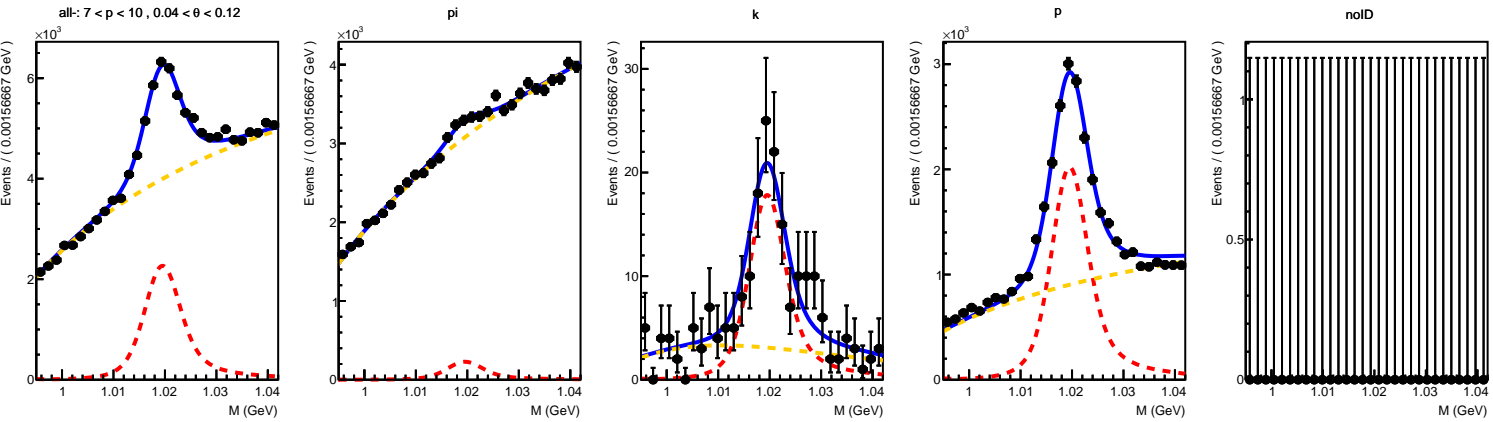 all-: 7 < p < 10 , 0.04 < θ < 0.12
×10³
Events / ( 0.00156667 GeV )
6
4
2
0
1 1.01 1.02 1.03 1.04
M (GeV)
pi
×10³
Events / ( 0.00156667 GeV )
4
3
2
1
0
1 1.01 1.02 1.03 1.04
M (GeV)
k
Events / ( 0.00156667 GeV )
30
20
10
0
1 1.01 1.02 1.03 1.04
M (GeV)
p
×10³
Events / ( 0.00156667 GeV )
3
2
1
0
1 1.01 1.02 1.03 1.04
M (GeV)
noID
Events / ( 0.00156667 GeV )
1
0.5
0
1 1.01 1.02 1.03 1.04
M (GeV)